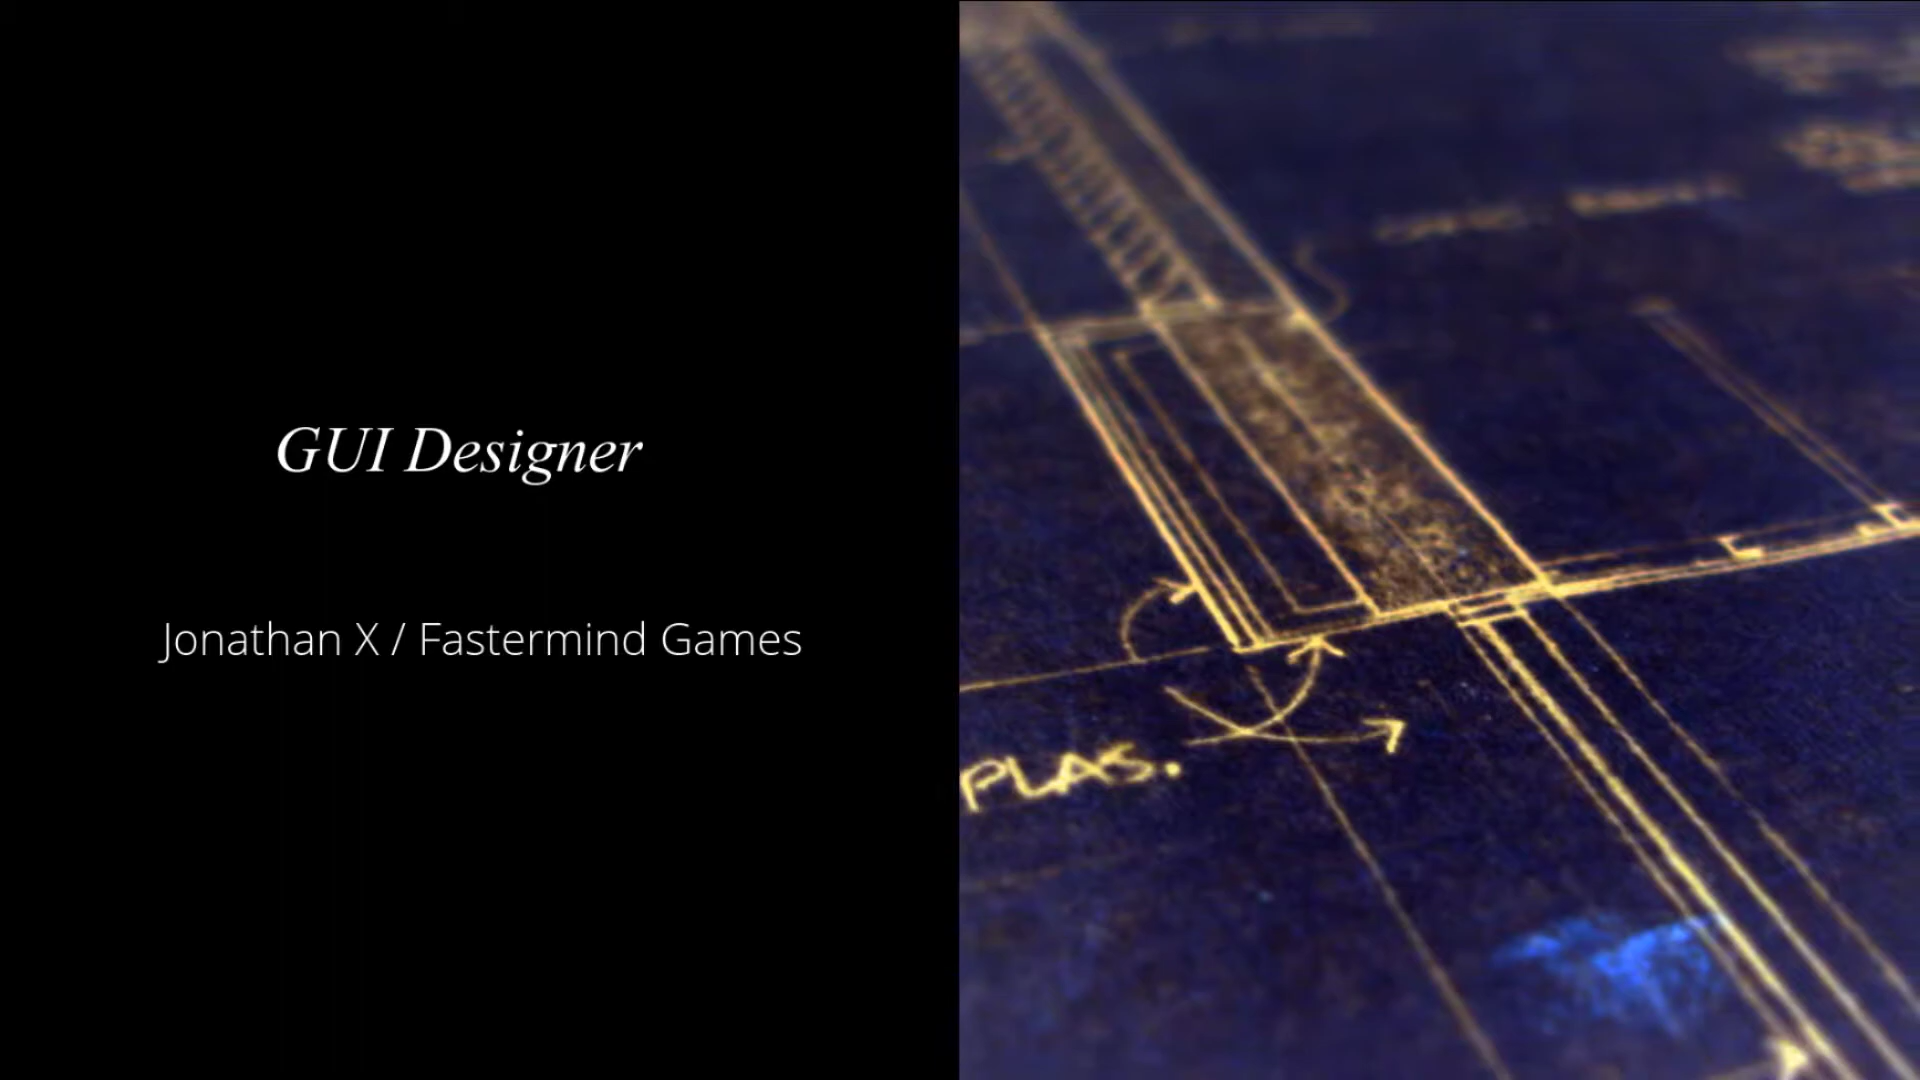 GUI Designer
Jonathan X / Fastermind Games
PLAS.